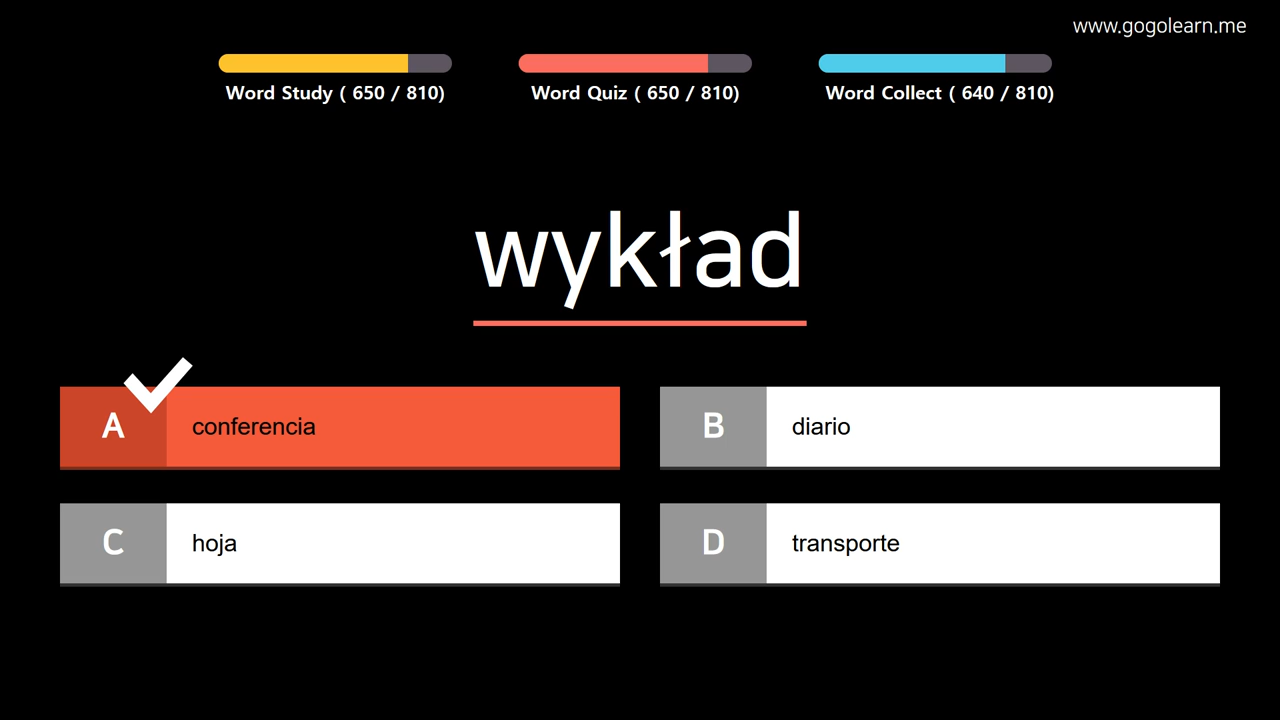 www.gogolearn.me
Word Study ( 650 / 810)
Word Quiz ( 650 / 810)
Word Collect ( 640 / 810)
wykład
A conferencia
B diario
C hoja
D transporte